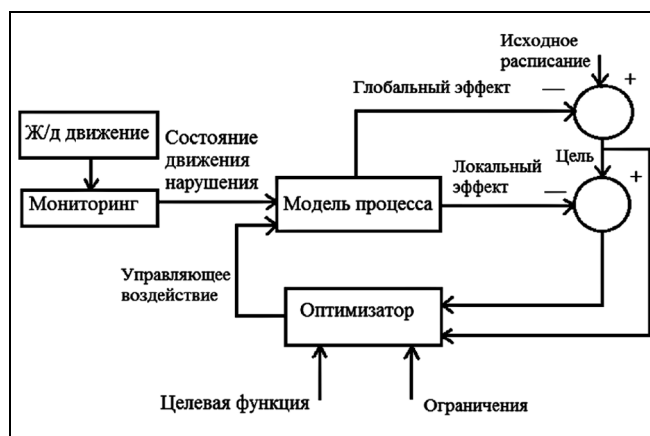 Исходное
расписание
+
Глобальный эффект
—
Ж/д движение
Состояние
движения
нарушения
Цель
Локальный
эффект
—
+
Мониторинг
Модель процесса
Управляющее
воздействие
Оптимизатор
Целевая функция
Ограничения